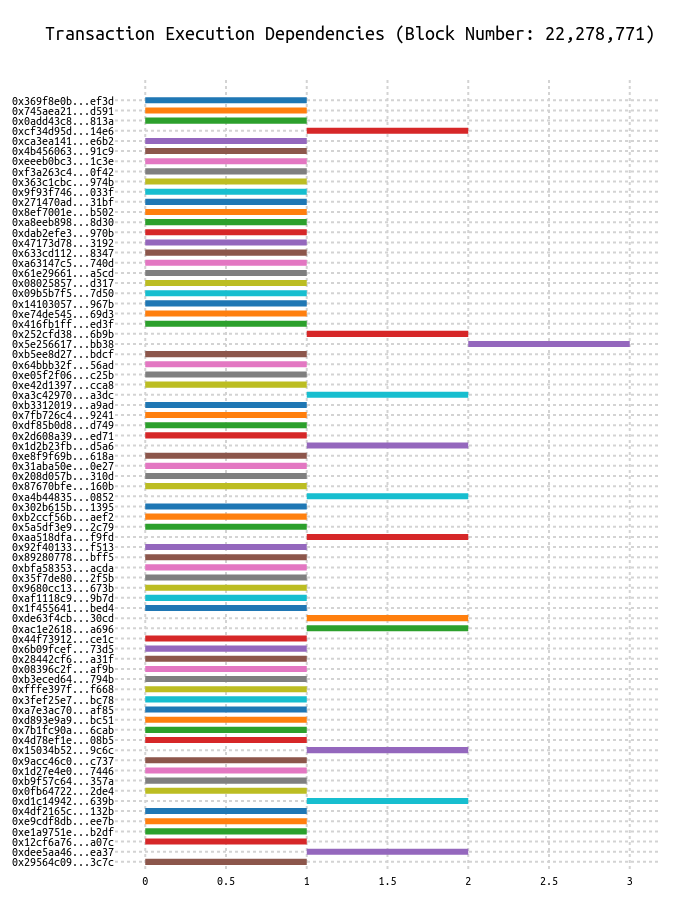 Transaction Execution Dependencies (Block Number: 22,278,771)
0x369f8e0b...ef3d
0x745aea21...d591
0x0add43c8...813a
0xcf34d95d...14e6
0xca3ea141...e6b2
0x4b456063...91c9
0xeeeb0bc3...1c3e
0xf3a263c4...0f42
0x363c1cbc...974b
0x9f93f746...033f
0x271470ad...31bf
0x8ef7001e...b502
0xa8eeb898...8d30
0xdab2efe3...970b
0x47173d78...3192
0x633cd112...8347
0xa63147c5...740d
0x61e29661...a5cd
0x08025857...d317
0x09b5b7f5...7d50
0x14103057...967b
0xe74de545...69d3
0x416fb1ff...ed3f
0x252cfd38...6b9b
0x5e256617...bb38
0xb5ee8d27...bdcf
0x64bbb32f...56ad
0xe05f2f06...c25b
0xe42d1397...cca8
0xa3c42970...a3dc
0xb3312019...a9ad
0x7fb726c4...9241
0xdf85b0d8...d749
0x2d608a39...ed71
0x1d2b23fb...d5a6
0xe8f9f69b...618a
0x31aba50e...0e27
0x208d057b...310d
0x87670bfe...160b
0xa4b44835...0852
0x302b615b...1395
0xb2ccf56b...aef2
0x5a5df3e9...2c79
0xaa518dfa...f9fd
0x92f40133...f513
0x89280778...bff5
0xbfa58353...acda
0x35f7de80...2f5b
0x9680cc13...673b
0xaf1118c9...9b7d
0x1f455641...bed4
0xde63f4cb...30cd
0xac1e2618...a696
0x44f73912...ce1c
0x6b09fcef...73d5
0x28442cf6...a31f
0x08396c2f...af9b
0xb3eced64...794b
0xfffe397f...f668
0x3fef25e7...bc78
0xa7e3ac70...af85
0xd893e9a9...bc51
0x7b1fc90a...6cab
0x4d78ef1e...08b5
0x15034b52...9c6c
0x9acc46c0...c737
0x1d27e4e0...7446
0xb9f57c64...357a
0x0fb64722...2de4
0xd1c14942...639b
0x4df2165c...132b
0xe9cdf8db...ee7b
0xe1a9751e...b2df
0x12cf6a76...a07c
0xdee5aa46...ea37
0x29564c09...3c7c
0 0.5 1 1.5 2 2.5 3